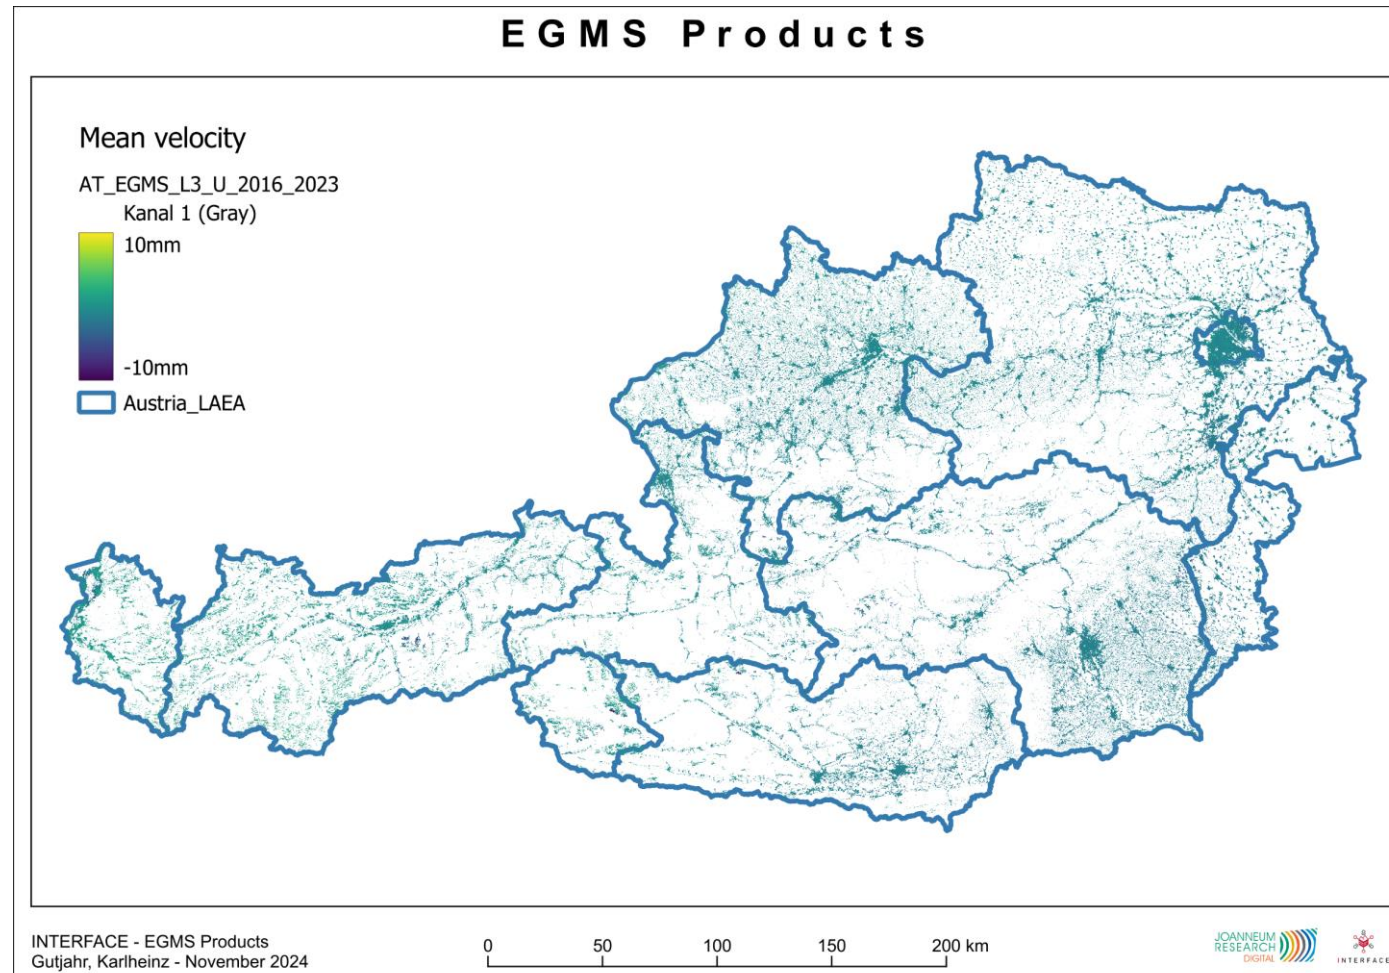 EGMS Products
Mean velocity
AT_EGMS_L3_U_2016_2023
Kanal 1 (Gray)
10mm
-10mm
Austria_LAEA
INTERFACE - EGMS Products
Gutjahr, Karlheinz - November 2024
0 50 100 150 200 km
JOANNEUM
RESEARCH
DIGITAL
INTERFACE